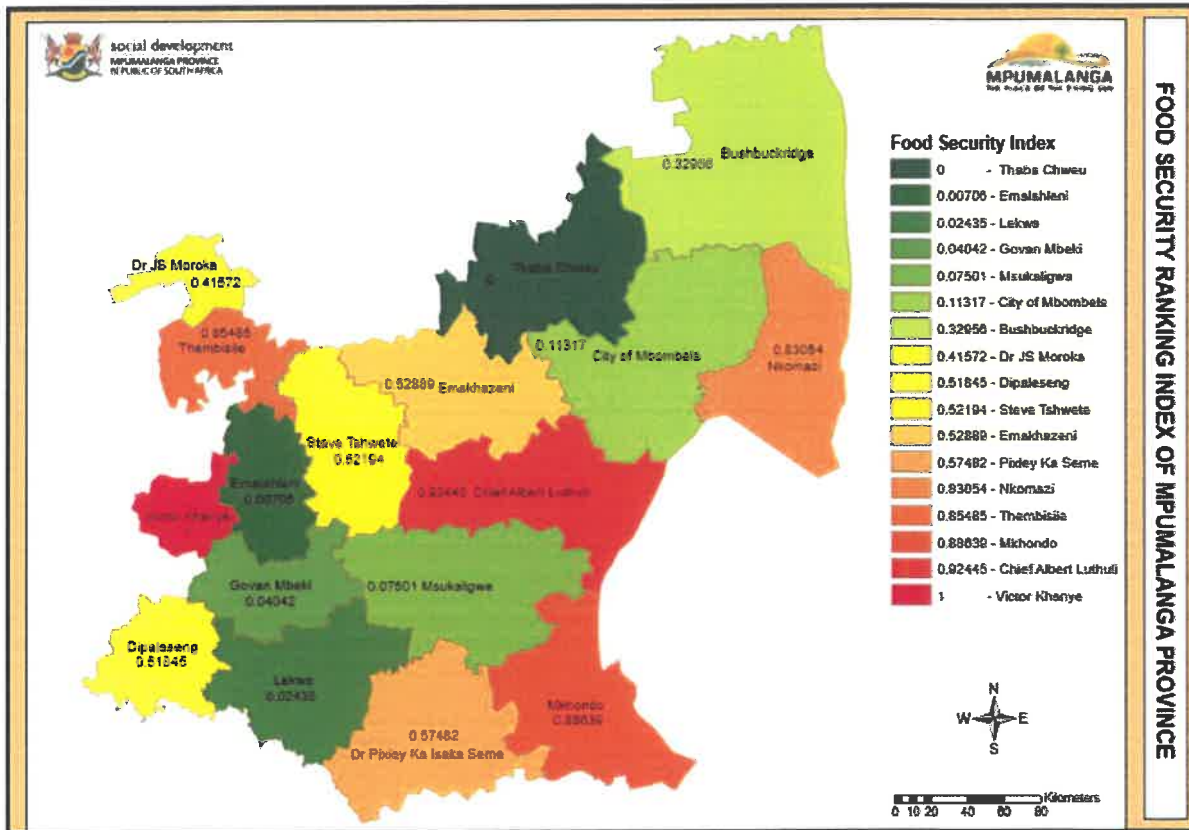 social development
MPUMALANGA PROVINCE
REPUBLIC OF SOUTH AFRICA
MPUMALANGA
THE PLACE OF THE RISING SUN
FOOD SECURITY RANKING INDEX OF MPUMALANGA PROVINCE
Food Security Index
0 - Thaba Chweu
0.00706 - Emalahleni
0.02435 - Lekwa
0.04042 - Govan Mbeki
0.07501 - Msukaligwa
0.11317 - City of Mbombela
0.32956 - Bushbuckridge
0.41572 - Dr JS Moroka
0.51845 - Dipaleseng
0.52194 - Steve Tshwete
0.52889 - Emakhazeni
0.57482 - Pixley Ka Seme
0.83054 - Nkomazi
0.85485 - Thembisile
0.88639 - Mkhondo
0.92445 - Chief Albert Luthuli
1 - Victor Khanye
Bushbuckridge
0.32956
Thaba Chweu
0
Dr JS Moroka
0.41572
0.85485
Thembisile
0.11317
City of Mbombela
0.83054
Nkomazi
0.52889 Emakhazeni
Steve Tshwete
0.52194
Emalahleni
0.00706
0.92445 Chief Albert Luthuli
Victor Khanye
Govan Mbeki
0.04042
0.07501 Msukaligwa
Dipaleseng
0.51845
Lekwa
0.02435
Mkhondo
0.88639
0.57482
Dr Pixley Ka Isaka Seme
N
W E
S
Kilometers
0 10 20 40 60 80